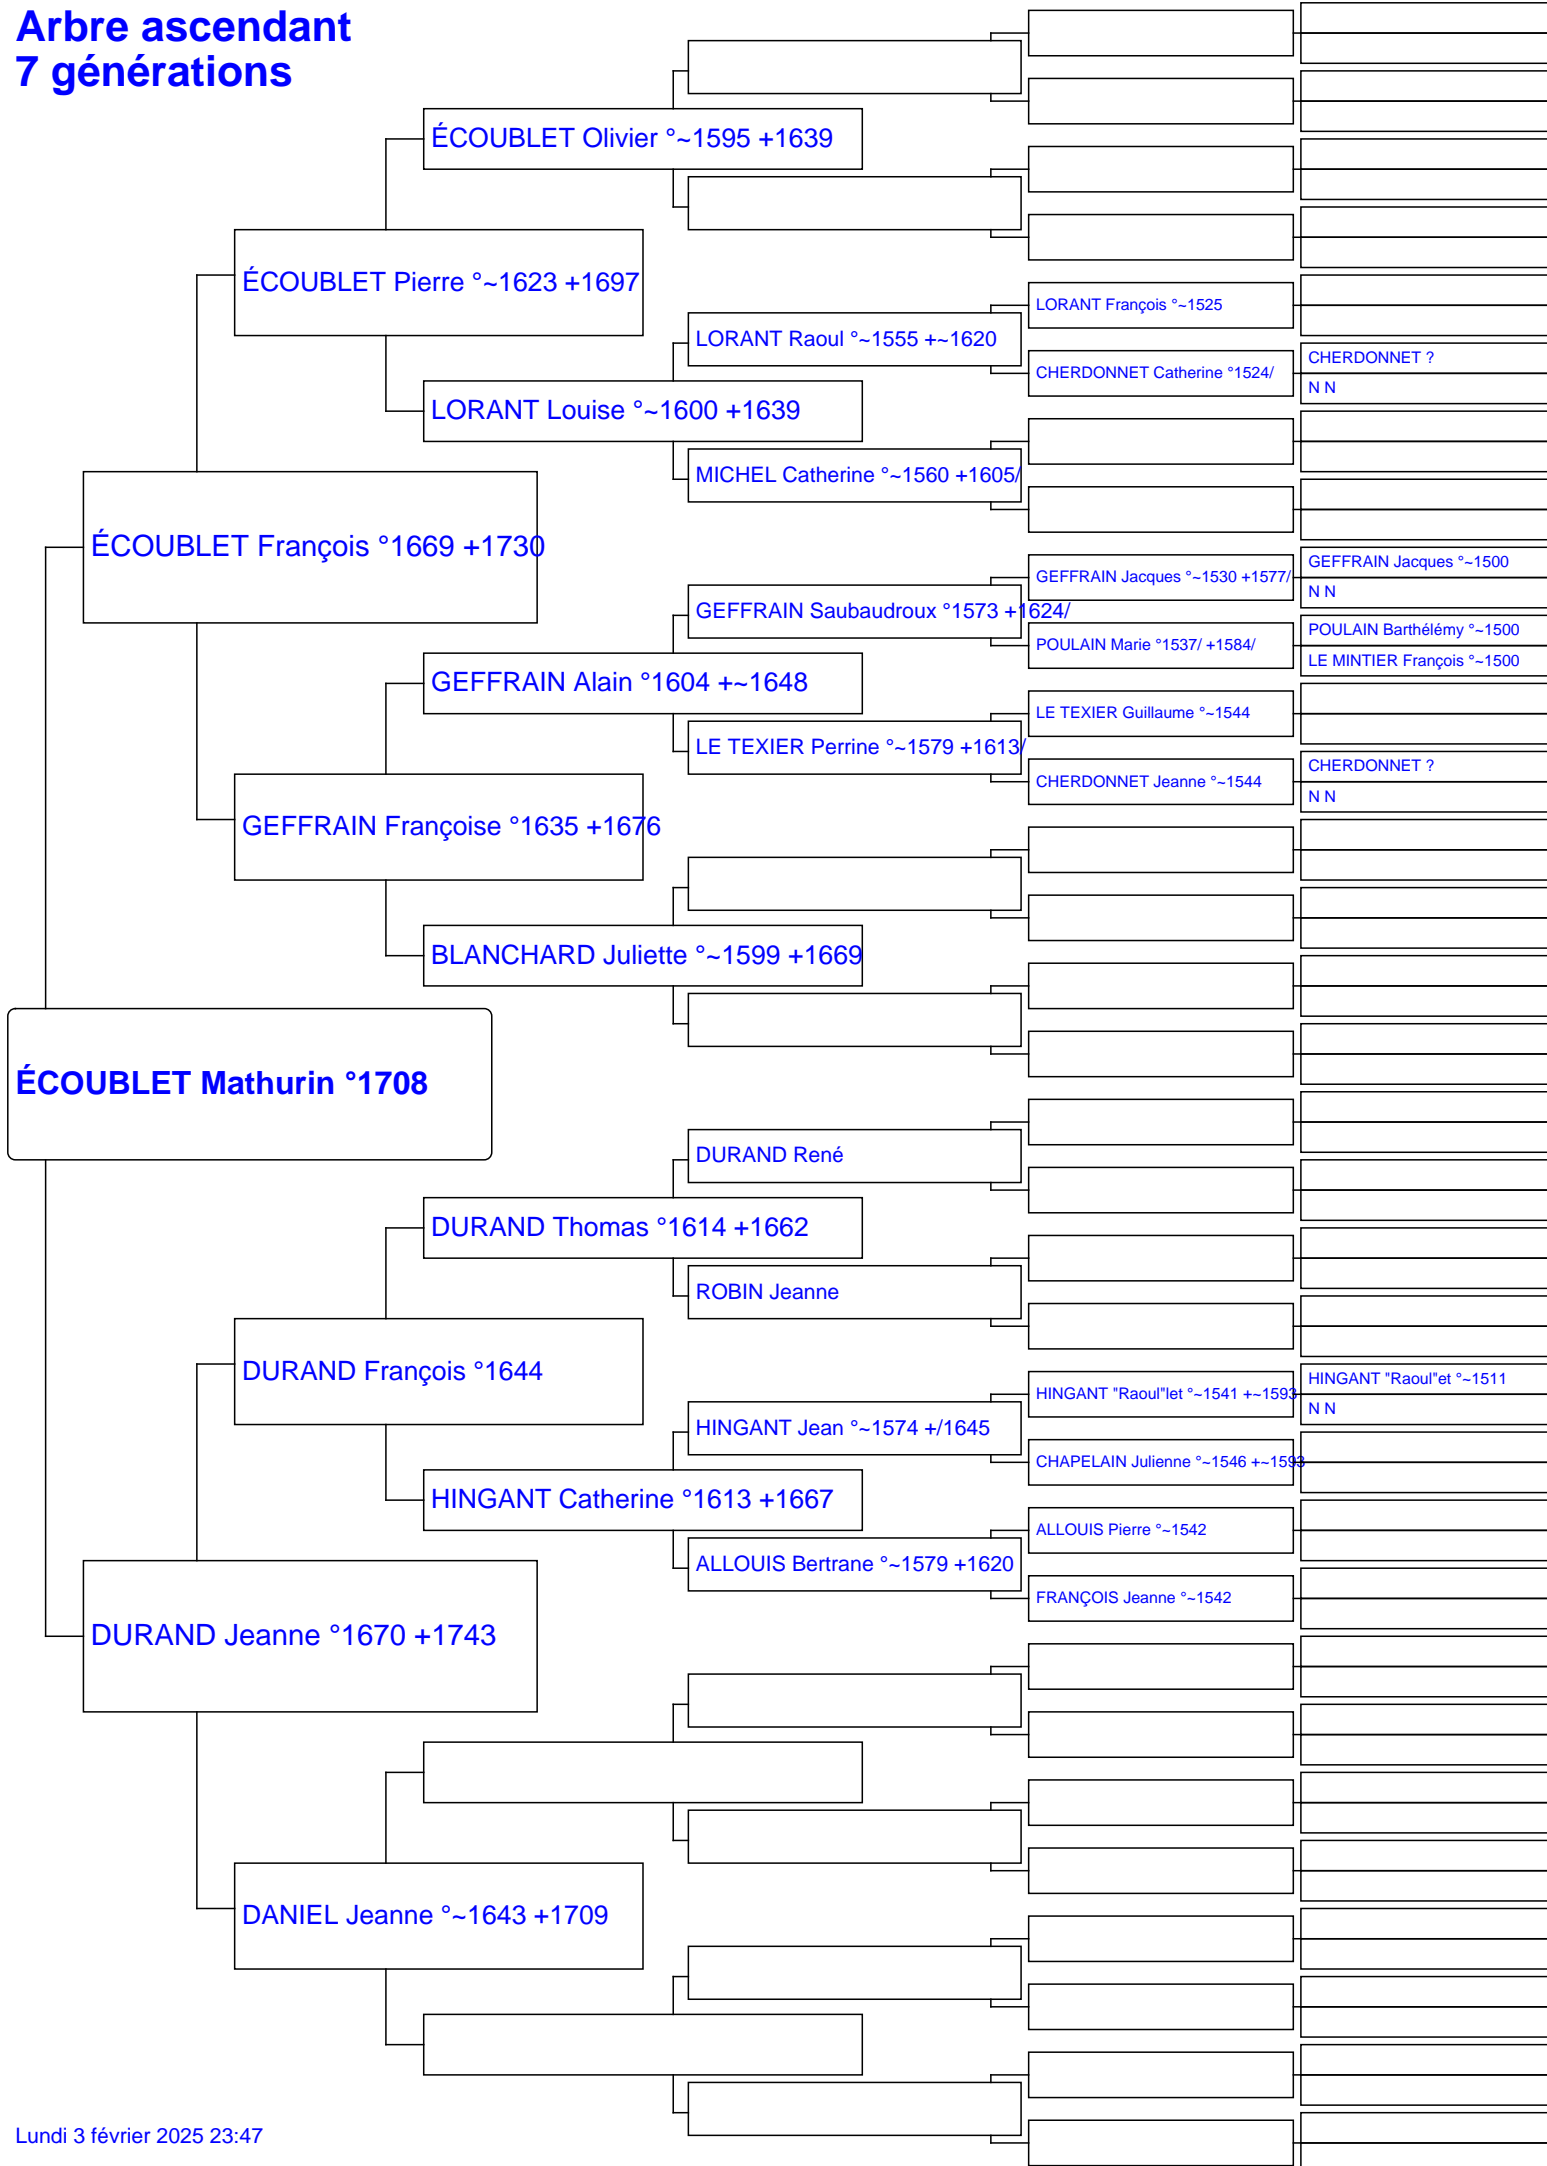 Arbre ascendant
7 générations
ÉCOUBLET Olivier °~1595 +1639
ÉCOUBLET Pierre °~1623 +1697
LORANT François °~1525
LORANT Raoul °~1555 +~1620
CHERDONNET ?
CHERDONNET Catherine °1524/
N N
LORANT Louise °~1600 +1639
MICHEL Catherine °~1560 +1605/
ÉCOUBLET François °1669 +1730
GEFFRAIN Jacques °~1500
GEFFRAIN Jacques °~1530 +1577/
N N
GEFFRAIN Saubaudroux °1573 +1624/
POULAIN Barthélémy °~1500
POULAIN Marie °1537/ +1584/
LE MINTIER François °~1500
GEFFRAIN Alain °1604 +~1648
LE TEXIER Guillaume °~1544
LE TEXIER Perrine °~1579 +1613/
CHERDONNET ?
CHERDONNET Jeanne °~1544
N N
GEFFRAIN Françoise °1635 +1676
BLANCHARD Juliette °~1599 +1669
ÉCOUBLET Mathurin °1708
DURAND René
DURAND Thomas °1614 +1662
ROBIN Jeanne
DURAND François °1644
HINGANT "Raoul"et °~1511
HINGANT "Raoul"let °~1541 +~1593
N N
HINGANT Jean °~1574 +/1645
CHAPELAIN Julienne °~1546 +~1593
HINGANT Catherine °1613 +1667
ALLOUIS Pierre °~1542
ALLOUIS Bertrane °~1579 +1620
FRANÇOIS Jeanne °~1542
DURAND Jeanne °1670 +1743
DANIEL Jeanne °~1643 +1709
Lundi 3 février 2025 23:47